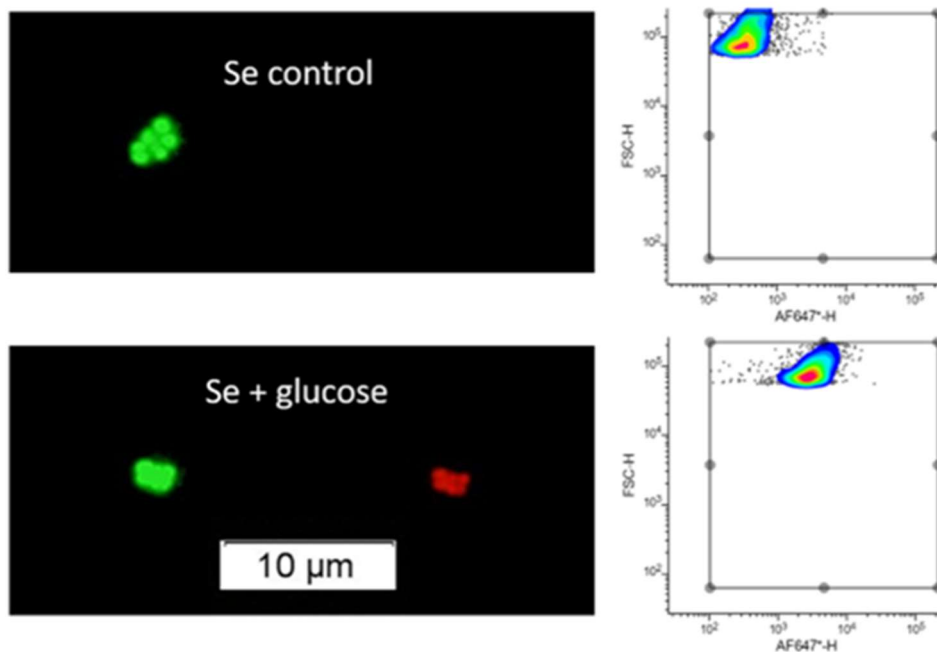 Se control
FSC-H
10⁵
10⁴
10³
10²
10² 10³ 10⁴ 10⁵
AF647*-H
Se + glucose
10 µm
FSC-H
10⁵
10⁴
10³
10²
10² 10³ 10⁴ 10⁵
AF647*-H